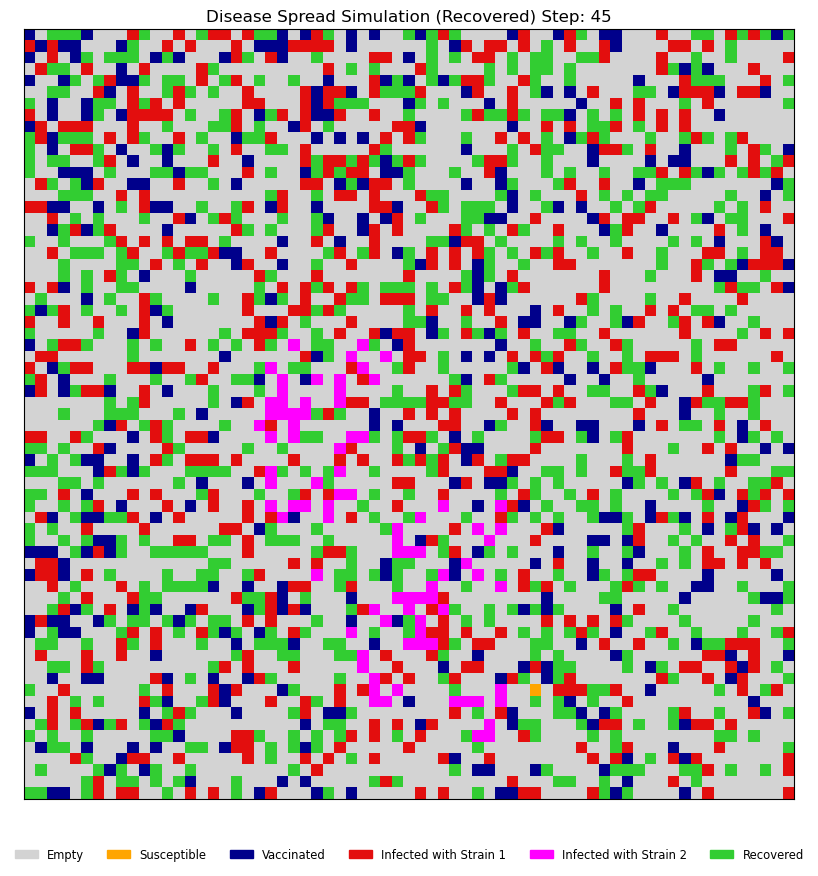 Disease Spread Simulation (Recovered) Step: 45
Empty
Susceptible
Vaccinated
Infected with Strain 1
Infected with Strain 2
Recovered